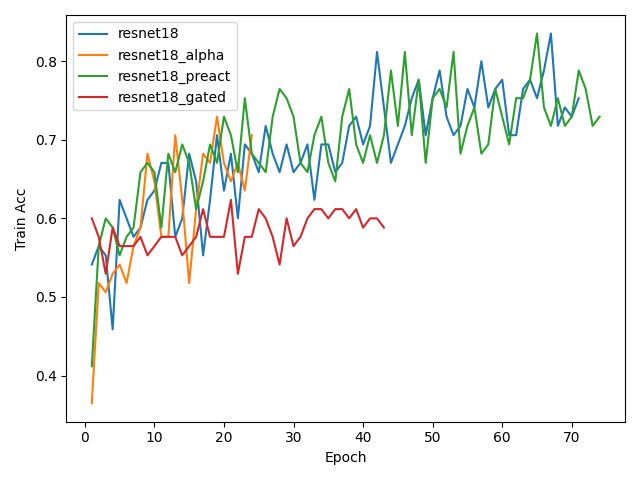 resnet18
resnet18_alpha
resnet18_preact
resnet18_gated
0.8
0.7
0.6
0.5
0.4
Train Acc
0 10 20 30 40 50 60 70
Epoch